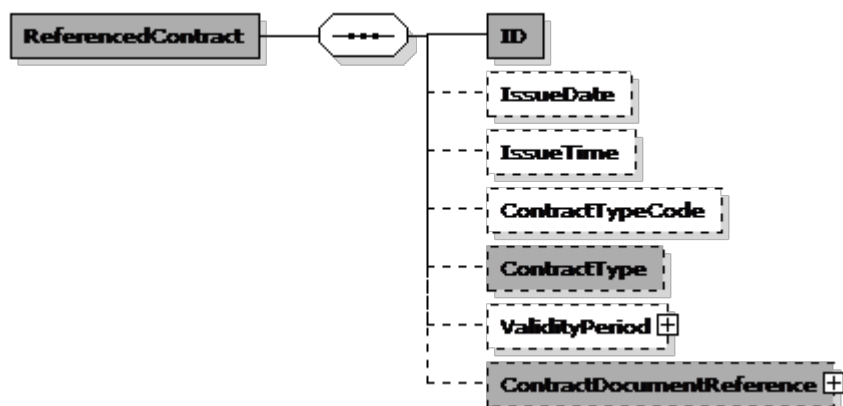 ReferencedContract
ID
IssueDate
IssueTime
ContractTypeCode
ContractType
ValidityPeriod
ContractDocumentReference